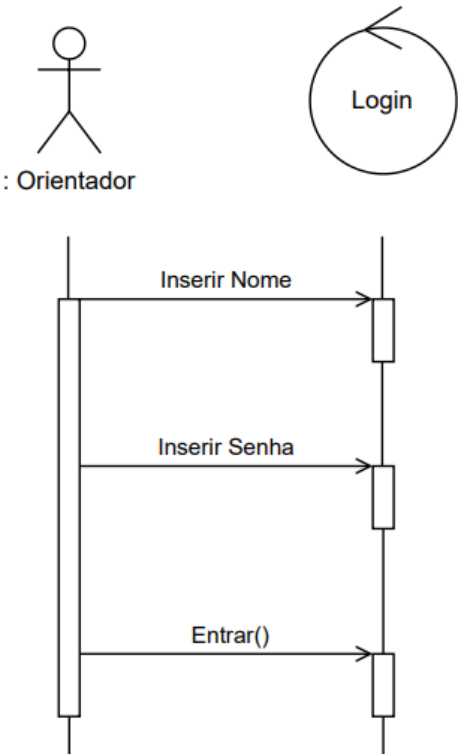 Login
: Orientador
Inserir Nome
Inserir Senha
Entrar()